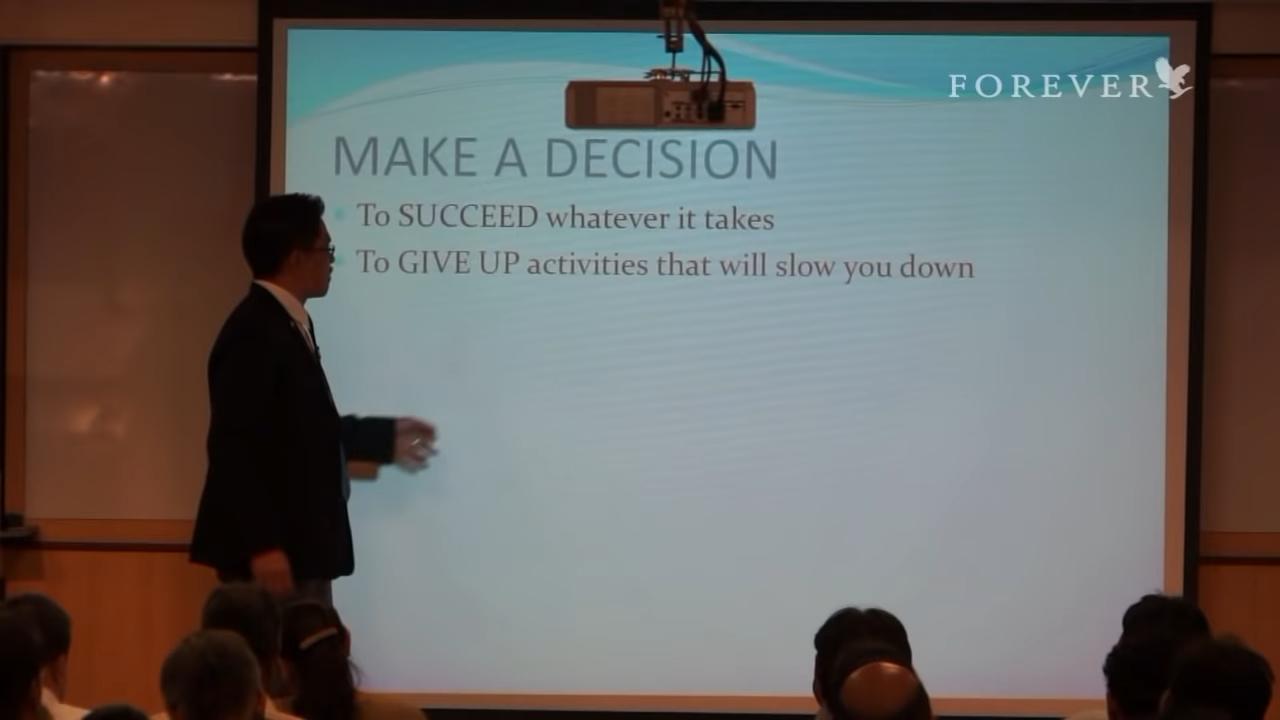 FOREVER
MAKE A DECISION
To SUCCEED whatever it takes
To GIVE UP activities that will slow you down